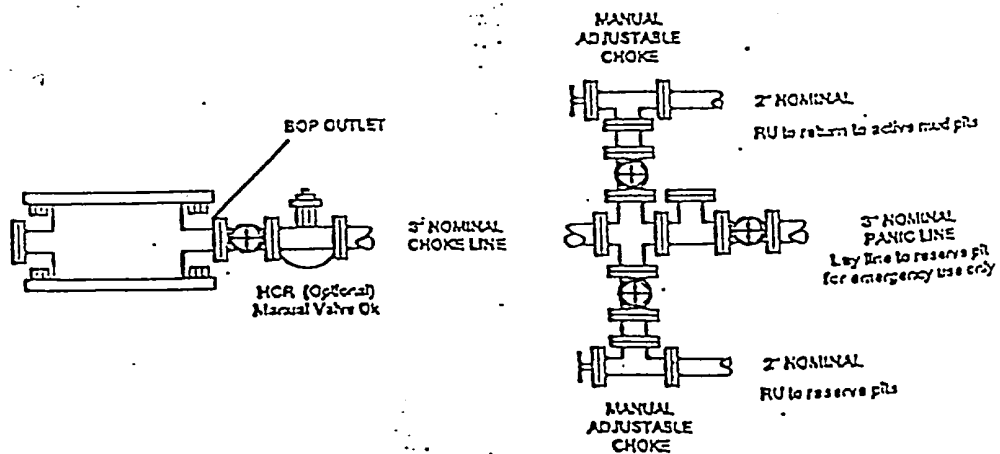 MANUAL
ADJUSTABLE
CHOKE
2" NOMINAL
RU to return to active mud pits
BOP OUTLET
3" NOMINAL
CHOKE LINE
HCR (Optional)
Manual Valve Ok
3" NOMINAL
PANIC LINE
Lay line to reserve pit
for emergency use only
2" NOMINAL
RU to reserve pits
MANUAL
ADJUSTABLE
CHOKE